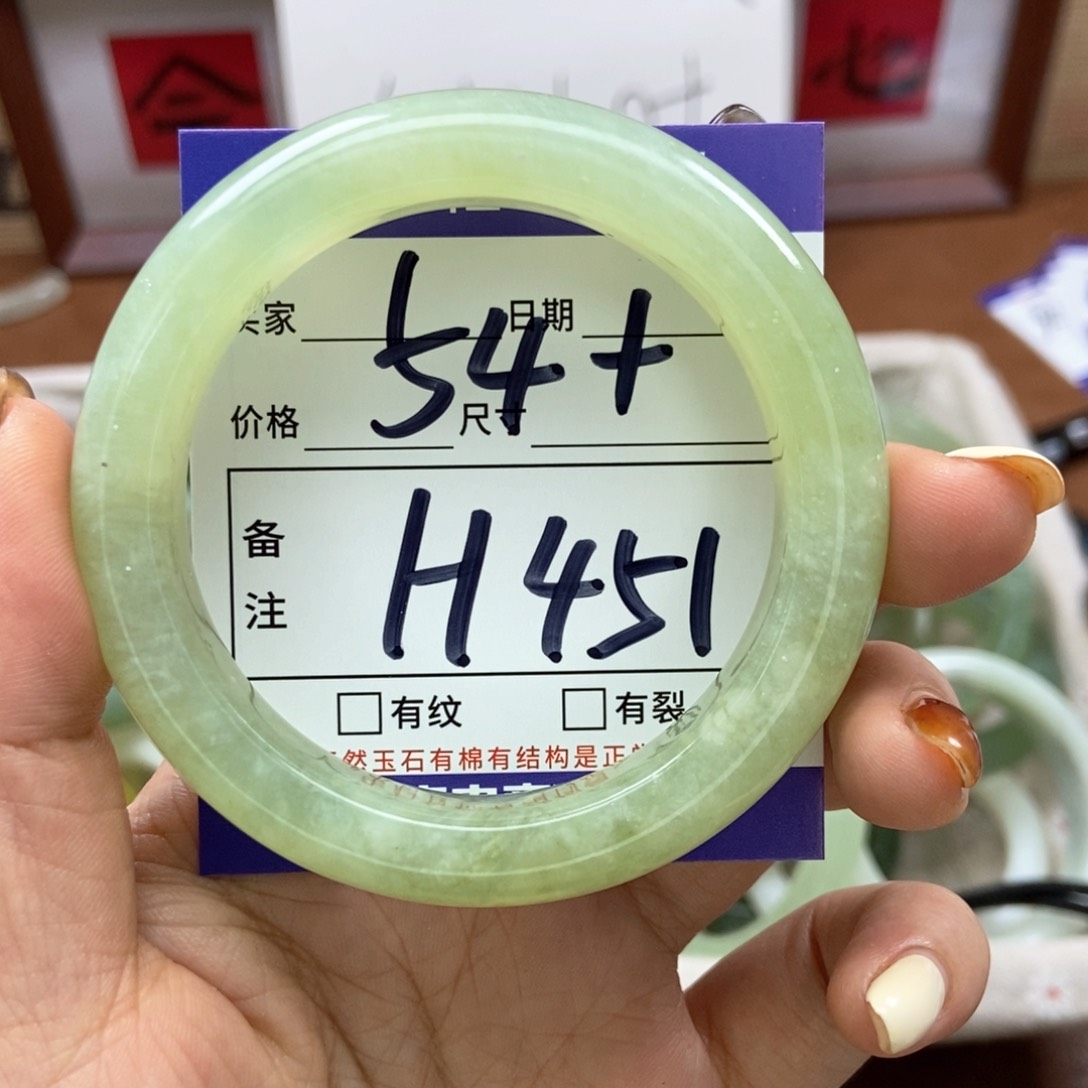 心
家 日期
54+
价格 尺寸
备注
H451
有纹 有裂
然玉石有棉有结构是正